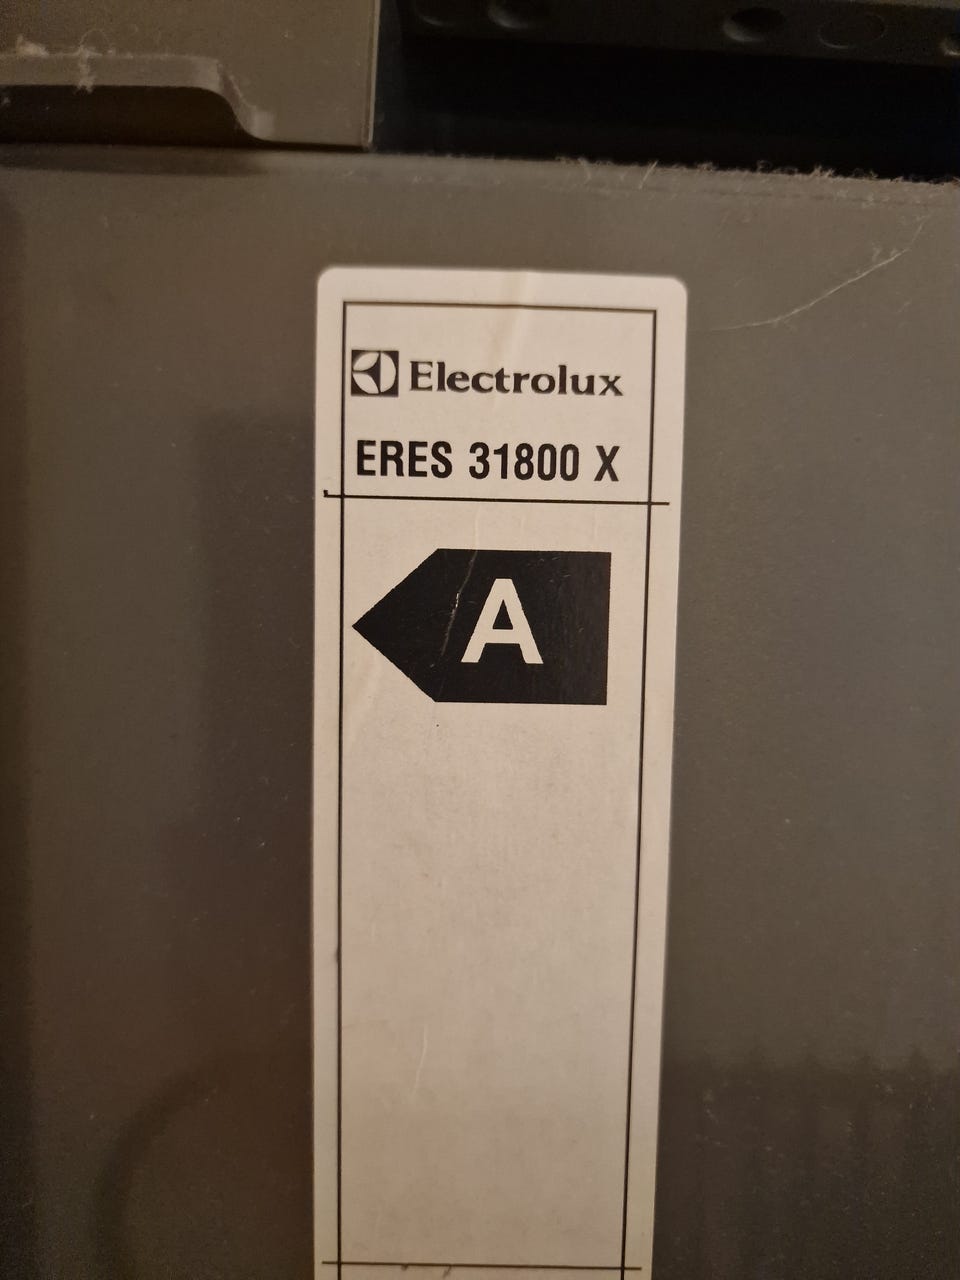 Electrolux
ERES 31800 X
A